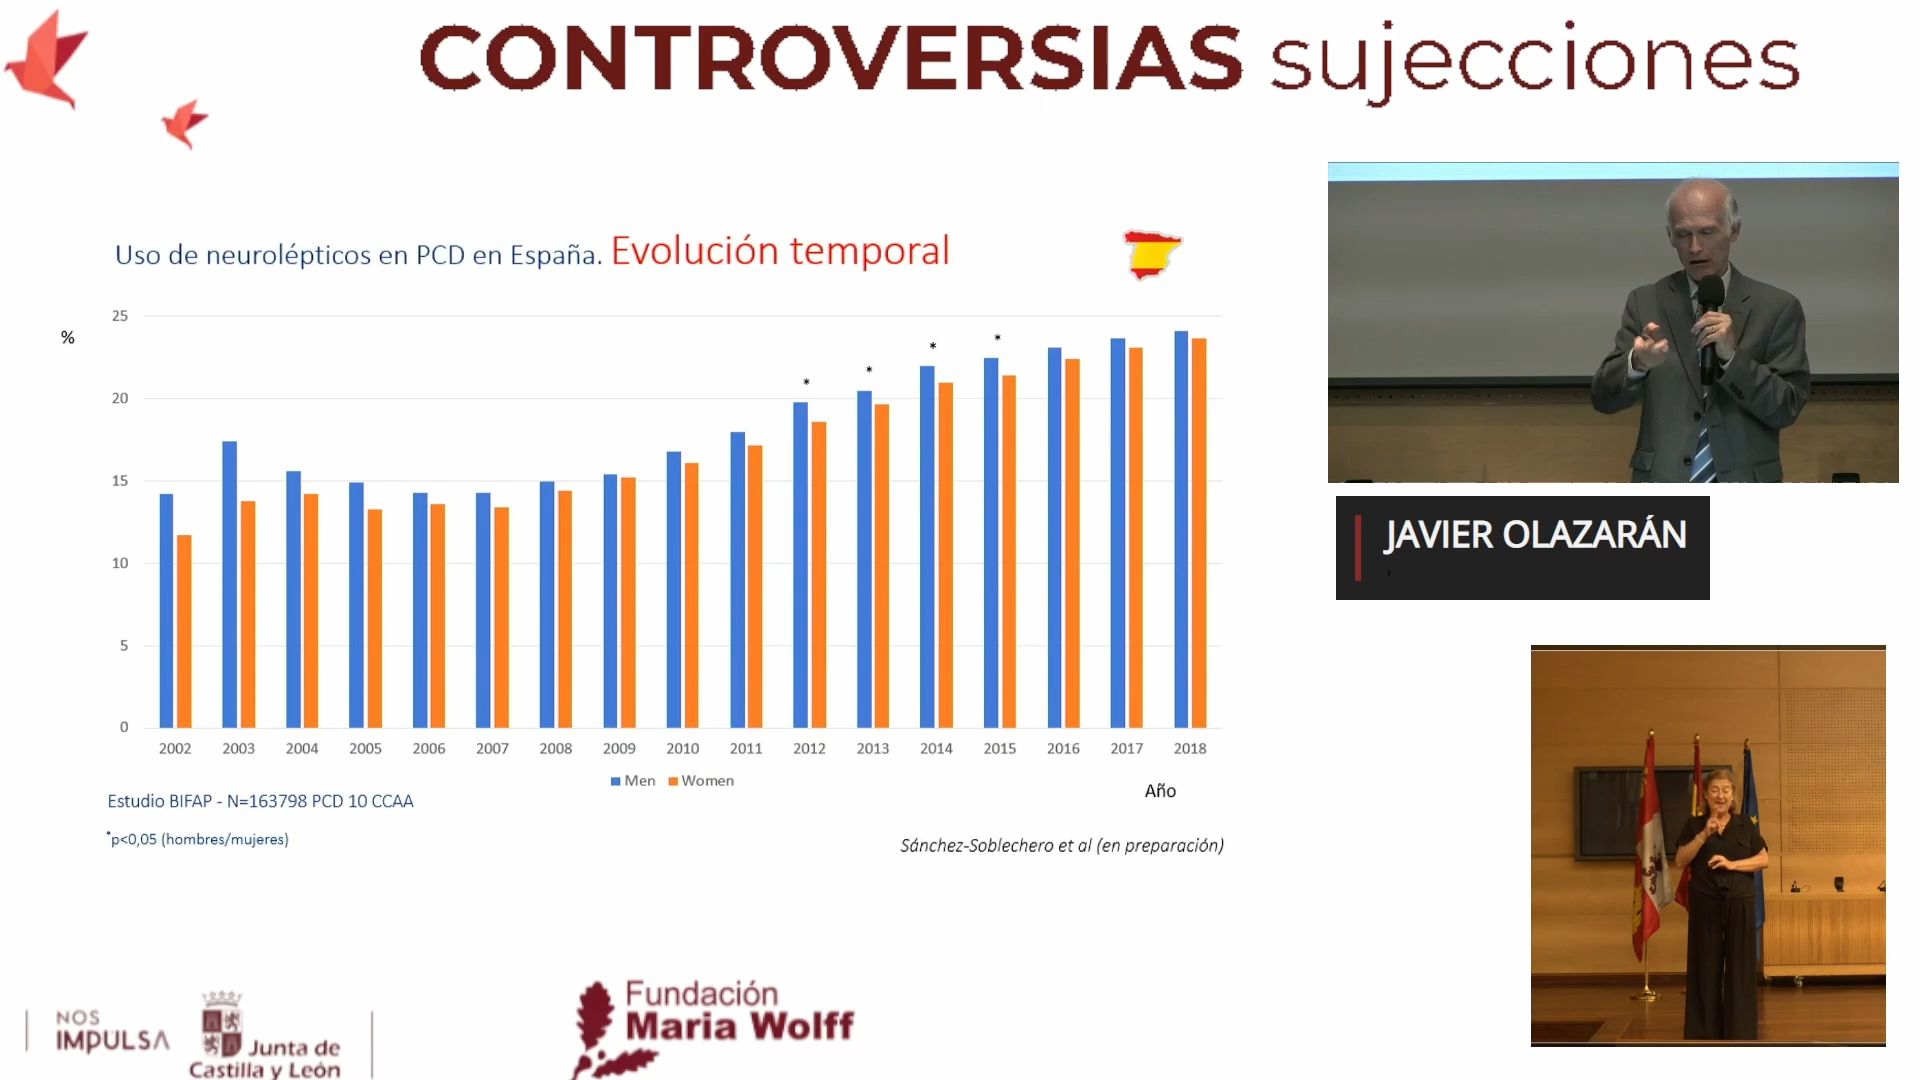 CONTROVERSIAS sujecciones
Uso de neurolépticos en PCD en España. Evolución temporal
%
25
20
15
10
5
0
* * * *
2002 2003 2004 2005 2006 2007 2008 2009 2010 2011 2012 2013 2014 2015 2016 2017 2018
Men Women
Año
Estudio BIFAP - N=163798 PCD 10 CCAA
*p<0,05 (hombres/mujeres)
Sánchez-Soblechero et al (en preparación)
JAVIER OLAZARÁN
,
NOS
IMPULSA
Junta de
Castilla y León
Fundación
Maria Wolff